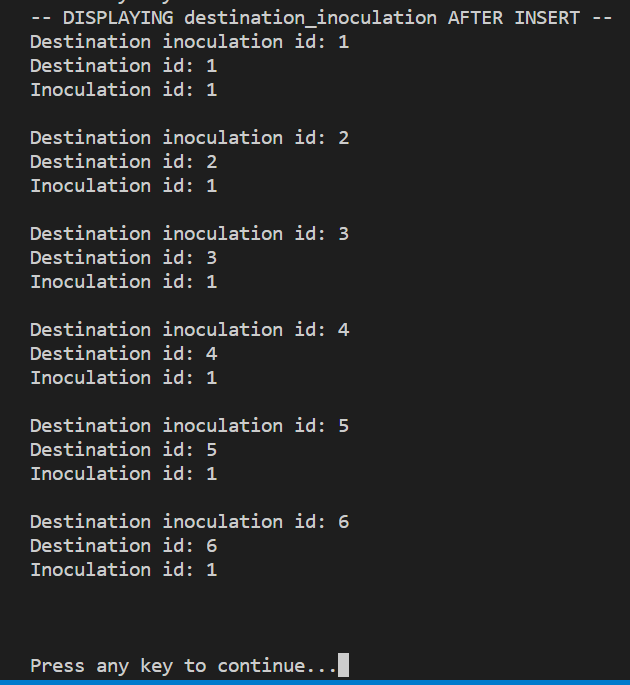 -- DISPLAYING destination_inoculation AFTER INSERT --
Destination inoculation id: 1
Destination id: 1
Inoculation id: 1
Destination inoculation id: 2
Destination id: 2
Inoculation id: 1
Destination inoculation id: 3
Destination id: 3
Inoculation id: 1
Destination inoculation id: 4
Destination id: 4
Inoculation id: 1
Destination inoculation id: 5
Destination id: 5
Inoculation id: 1
Destination inoculation id: 6
Destination id: 6
Inoculation id: 1
Press any key to continue...